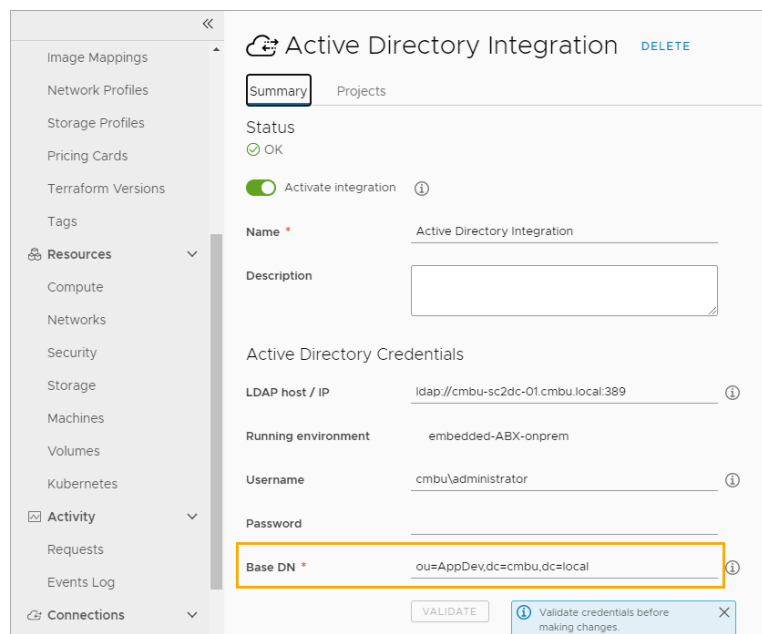 Image Mappings
Network Profiles
Storage Profiles
Pricing Cards
Terraform Versions
Tags
Resources
Compute
Networks
Security
Storage
Machines
Volumes
Kubernetes
Activity
Requests
Events Log
Connections
Active Directory Integration DELETE
Summary Projects
Status
OK
Activate integration
Name * Active Directory Integration
Description
Active Directory Credentials
LDAP host / IP ldap://cmbu-sc2dc-01.cmbu.local:389
Running environment embedded-ABX-onprem
Username cmbu\administrator
Password
Base DN * ou=AppDev,dc=cmbu,dc=local
VALIDATE
Validate credentials before
making changes.